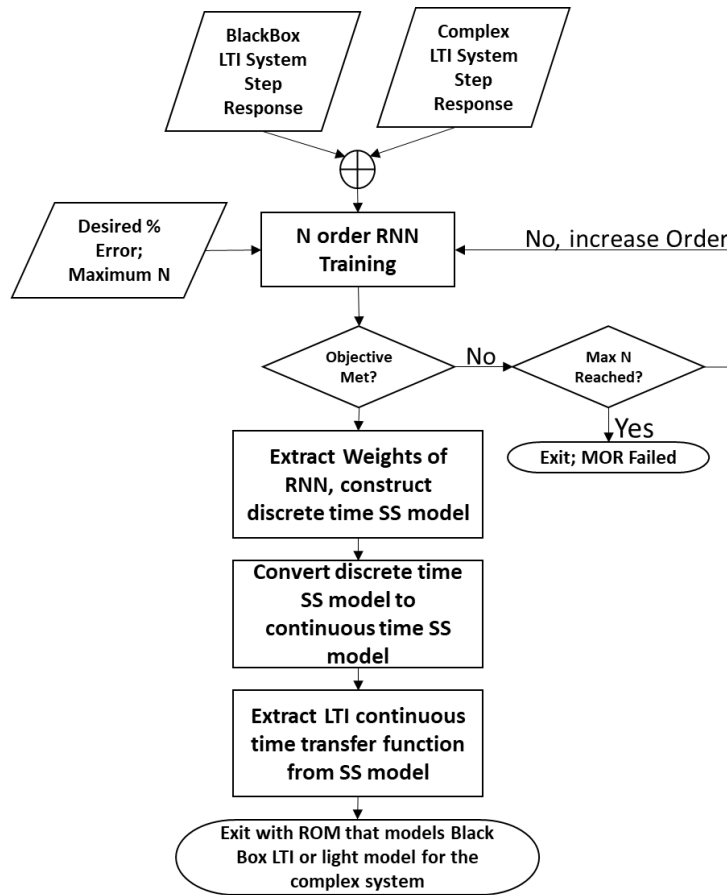 BlackBox
LTI System
Step
Response
Complex
LTI System
Step
Response
Desired %
Error;
Maximum N
N order RNN
Training
No, increase Order
Objective
Met?
No
Max N
Reached?
Yes
Exit; MOR Failed
Extract Weights of
RNN, construct
discrete time SS model
Convert discrete time
SS model to
continuous time SS
model
Extract LTI continuous
time transfer function
from SS model
Exit with ROM that models Black
Box LTI or light model for the
complex system